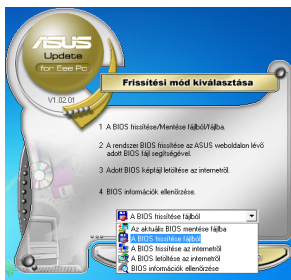 ASUS
Update
for Eee Pc
V1.02.01
Frissítési mód kiválasztása
1 A BIOS frissítése/Mentése fájlból/fájlba.
2 A rendszer BIOS frissítése az ASUS weboldalon lévő
adott BIOS fájl segítségével.
3 Adott BIOS képfájl letöltése az internetről.
4 BIOS információk ellenőrzése.
A BIOS frissítése fájlból
Az aktuális BIOS mentése fájlba
A BIOS frissítése fájlból
A BIOS frissítése az internetről
A BIOS letöltése az internetről
BIOS információk ellenőrzése